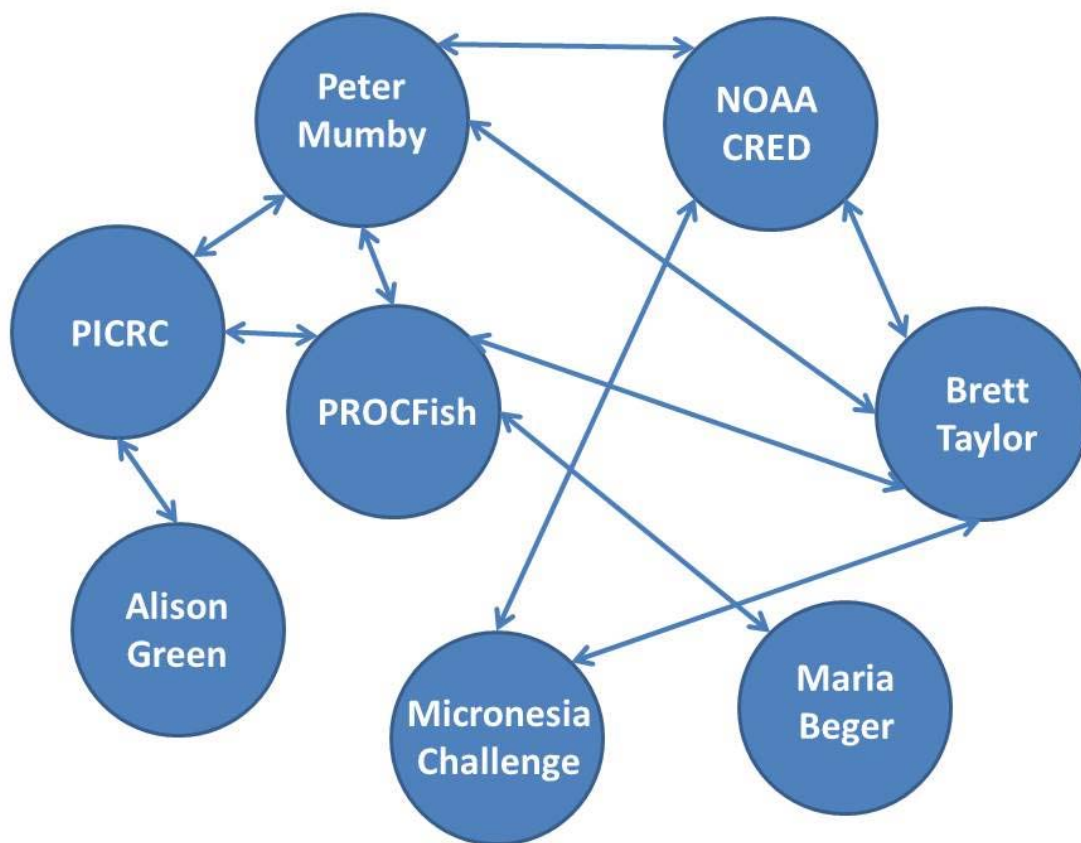 Peter
Mumby
NOAA
CRED
PICRC
PROCFish
Brett
Taylor
Alison
Green
Micronesia
Challenge
Maria
Beger